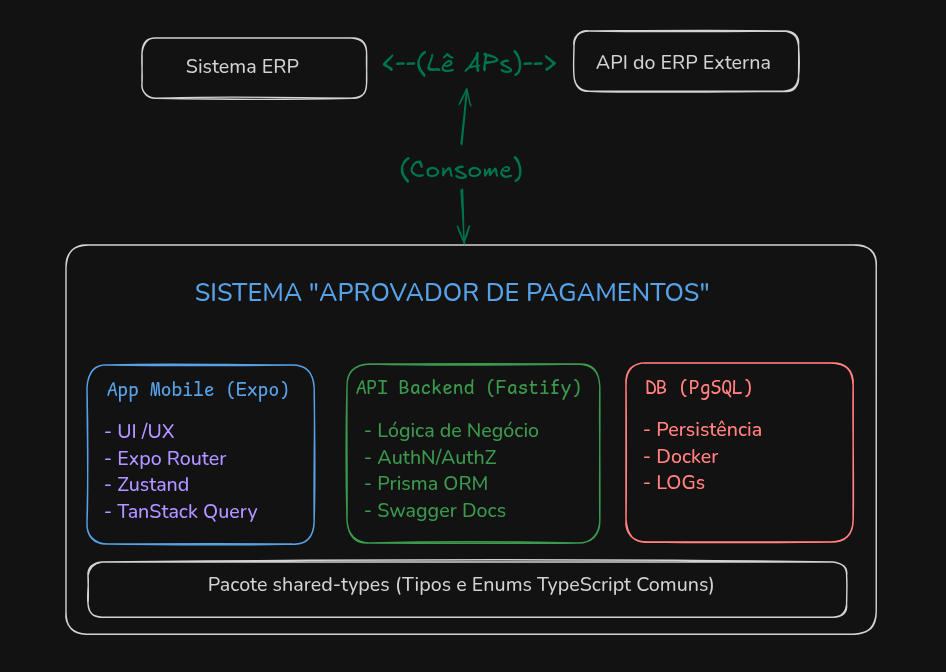 Sistema ERP
<--(Lê APs)-->
API do ERP Externa
(Consome)
SISTEMA "APROVADOR DE PAGAMENTOS"
App Mobile (Expo)
- UI /UX
- Expo Router
- Zustand
- TanStack Query
API Backend (Fastify)
- Lógica de Negócio
- AuthN/AuthZ
- Prisma ORM
- Swagger Docs
DB (PgSQL)
- Persistência
- Docker
- LOGs
Pacote shared-types (Tipos e Enums TypeScript Comuns)